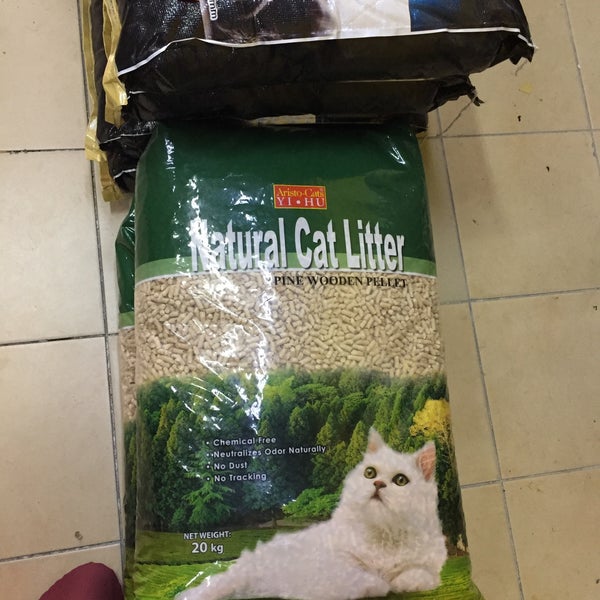 Aristo-Cats
YI • HU
Natural Cat Litter
PINE WOODEN PELLET
• Chemical Free
• Neutralizes Odor Naturally
• No Dust
• No Tracking
NET WEIGHT:
20 kg